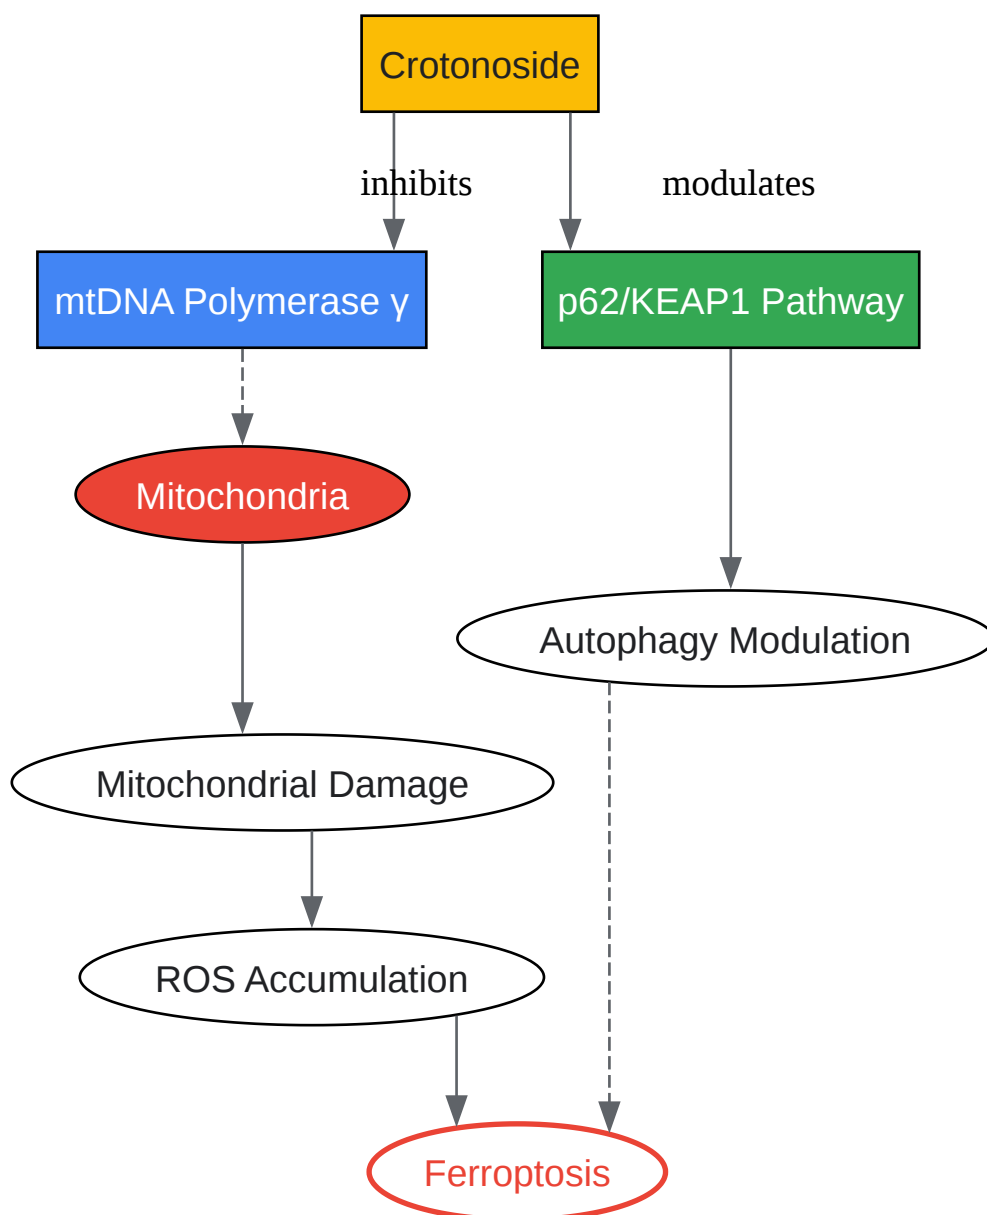 Crotonoside
inhibits
modulates
mtDNA Polymerase γ
p62/KEAP1 Pathway
Mitochondria
Autophagy Modulation
Mitochondrial Damage
ROS Accumulation
Ferroptosis